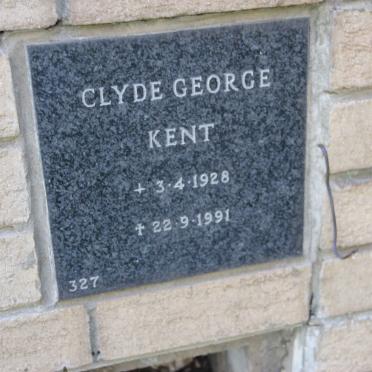 CLYDE GEORGE
KENT
+ 3·4·1928
† 22·9·1991
327